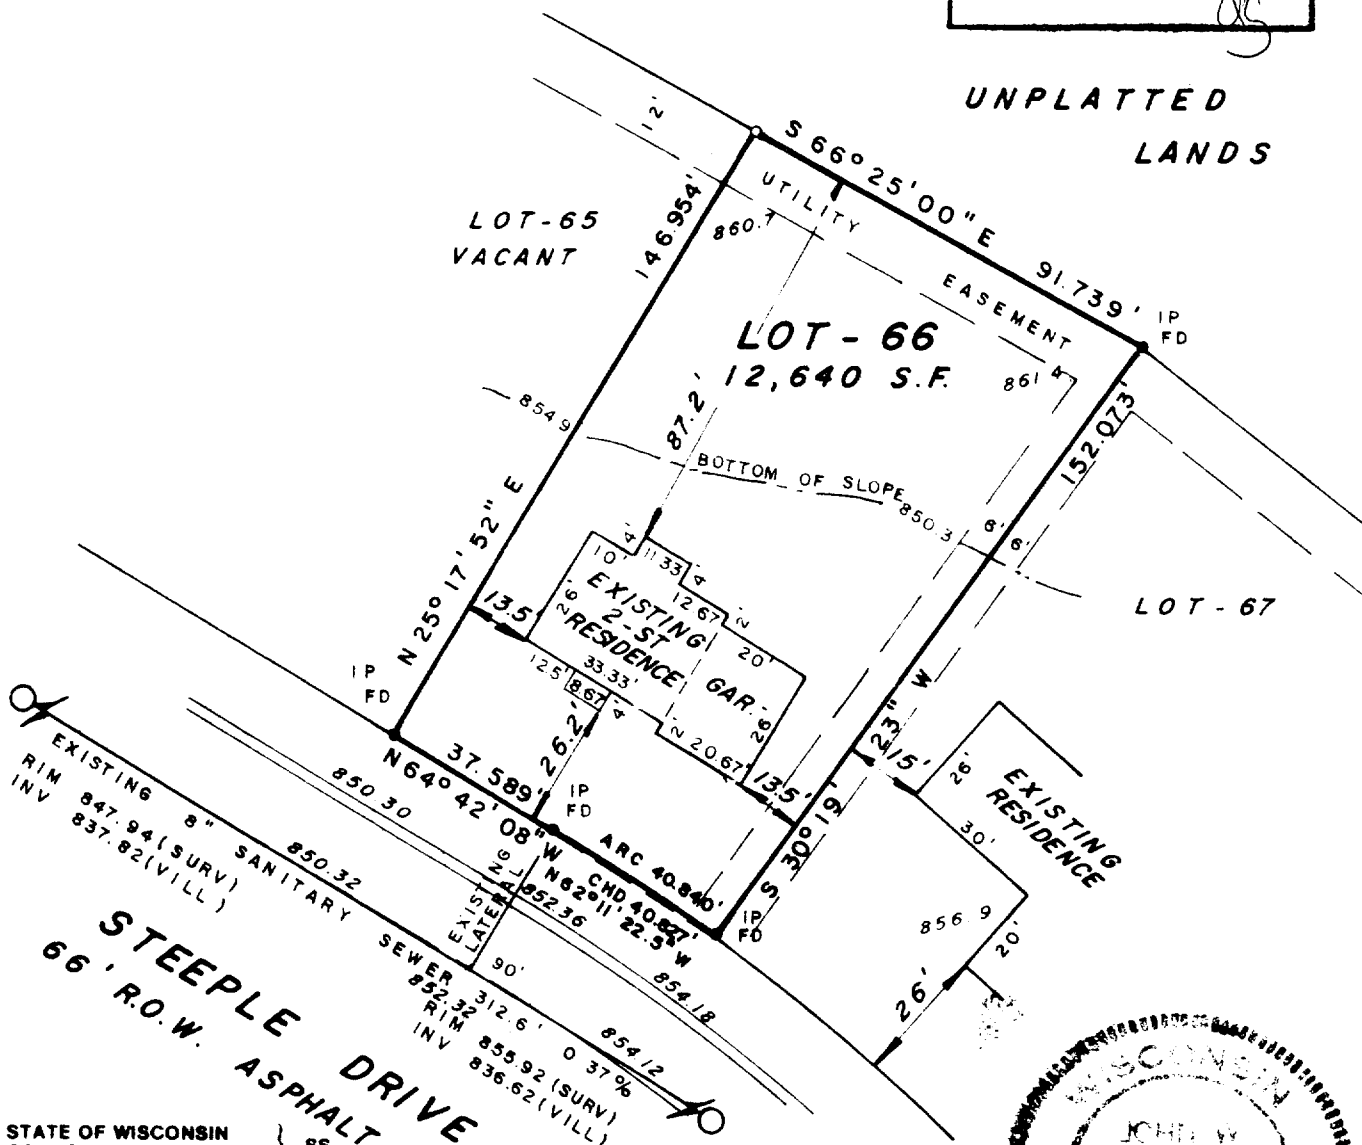 UNPLATTED
LANDS
12'
S 66° 25' 00" E 91.739'
UTILITY EASEMENT
IP
FD
LOT-65
VACANT
146.954'
N 25° 17' 52" E
860.7
LOT - 66
12,640 S.F.
861.4
152.073'
S 30° 19' 23" W
854.9
87.2'
BOTTOM OF SLOPE
850.3
6' 6'
LOT - 67
10' 4' 11.33 4' 12.67 2' 20'
26'
EXISTING
2-ST
RESIDENCE
GAR.
26'
13.5'
12.5' 8.67 33.33' 4' 2' 20.67'
13.5'
26.2'
15'
26'
EXISTING
RESIDENCE
30'
856.9
20'
26'
IP
FD
N 64° 42' 08" W
37.589'
IP
FD
ARC 40.840'
CHD 40.827'
N 62° 11' 22.5" W
IP
FD
850.30
852.36
854.18
EXISTING 8" SANITARY SEWER 312.6' 0.37%
RIM 847.94 (SURV)
INV 837.82 (VILL)
850.32
EXISTING
LATERAL
90'
852.32
854.12
RIM 855.92 (SURV)
INV 836.62 (VILL)
STEEPLE DRIVE
66' R.O.W. ASPHALT
STATE OF WISCONSIN } SS
WISCONSIN
JOHN W.